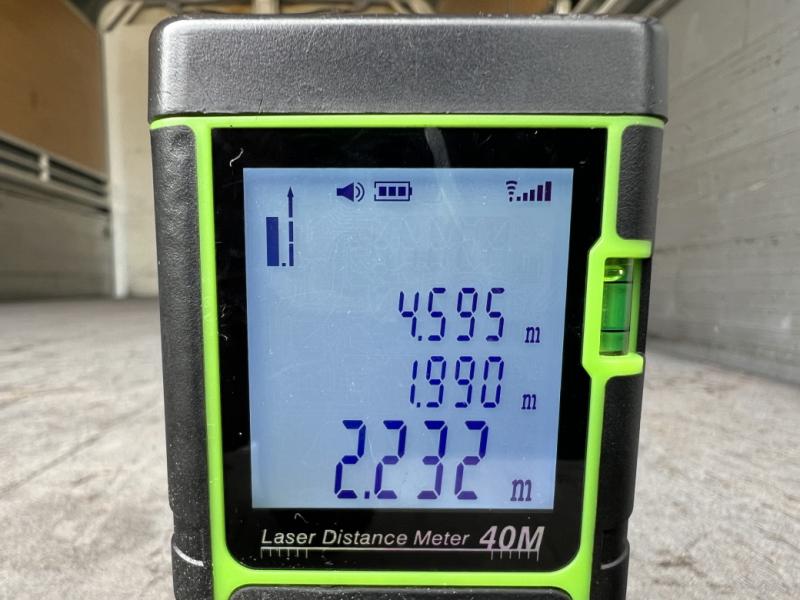 4.595 m
1.990 m
2.232 m
Laser Distance Meter 40M